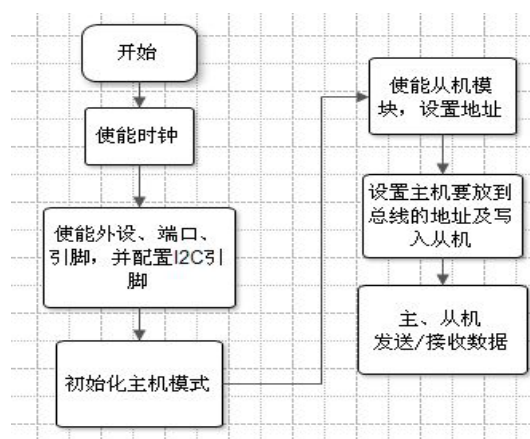 开始
使能时钟
使能外设、端口、
引脚，并配置I2C引
脚
初始化主机模式
使能从机模
块，设置地址
设置主机要放到
总线的地址及写
入从机
主、从机
发送/接收数据